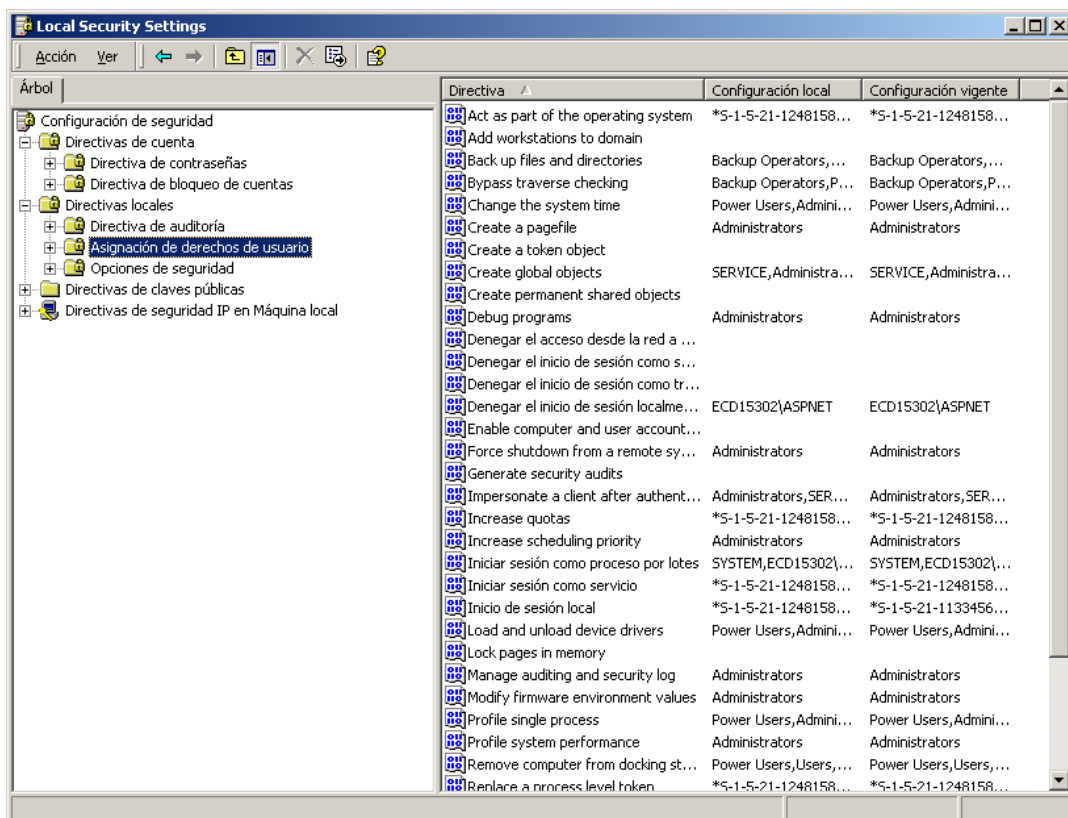 Local Security Settings
Acción Ver
Árbol
Configuración de seguridad
Directivas de cuenta
Directiva de contraseñas
Directiva de bloqueo de cuentas
Directivas locales
Directiva de auditoría
Asignación de derechos de usuario
Opciones de seguridad
Directivas de claves públicas
Directivas de seguridad IP en Máquina local
Directiva Configuración local Configuración vigente
Act as part of the operating system *S-1-5-21-1248158... *S-1-5-21-1248158...
Add workstations to domain
Back up files and directories Backup Operators,... Backup Operators,...
Bypass traverse checking Backup Operators,P... Backup Operators,P...
Change the system time Power Users,Admini... Power Users,Admini...
Create a pagefile Administrators Administrators
Create a token object
Create global objects SERVICE,Administra... SERVICE,Administra...
Create permanent shared objects
Debug programs Administrators Administrators
Denegar el acceso desde la red a ...
Denegar el inicio de sesión como s...
Denegar el inicio de sesión como tr...
Denegar el inicio de sesión localme... ECD15302\ASPNET ECD15302\ASPNET
Enable computer and user account...
Force shutdown from a remote sy... Administrators Administrators
Generate security audits
Impersonate a client after authent... Administrators,SER... Administrators,SER...
Increase quotas *S-1-5-21-1248158... *S-1-5-21-1248158...
Increase scheduling priority Administrators Administrators
Iniciar sesión como proceso por lotes SYSTEM,ECD15302\... SYSTEM,ECD15302\...
Iniciar sesión como servicio *S-1-5-21-1248158... *S-1-5-21-1248158...
Inicio de sesión local *S-1-5-21-1248158... *S-1-5-21-1133456...
Load and unload device drivers Power Users,Admini... Power Users,Admini...
Lock pages in memory
Manage auditing and security log Administrators Administrators
Modify firmware environment values Administrators Administrators
Profile single process Power Users,Admini... Power Users,Admini...
Profile system performance Administrators Administrators
Remove computer from docking st... Power Users,Users,... Power Users,Users,...
Replace a process level token *S-1-5-21-1248158... *S-1-5-21-1248158...